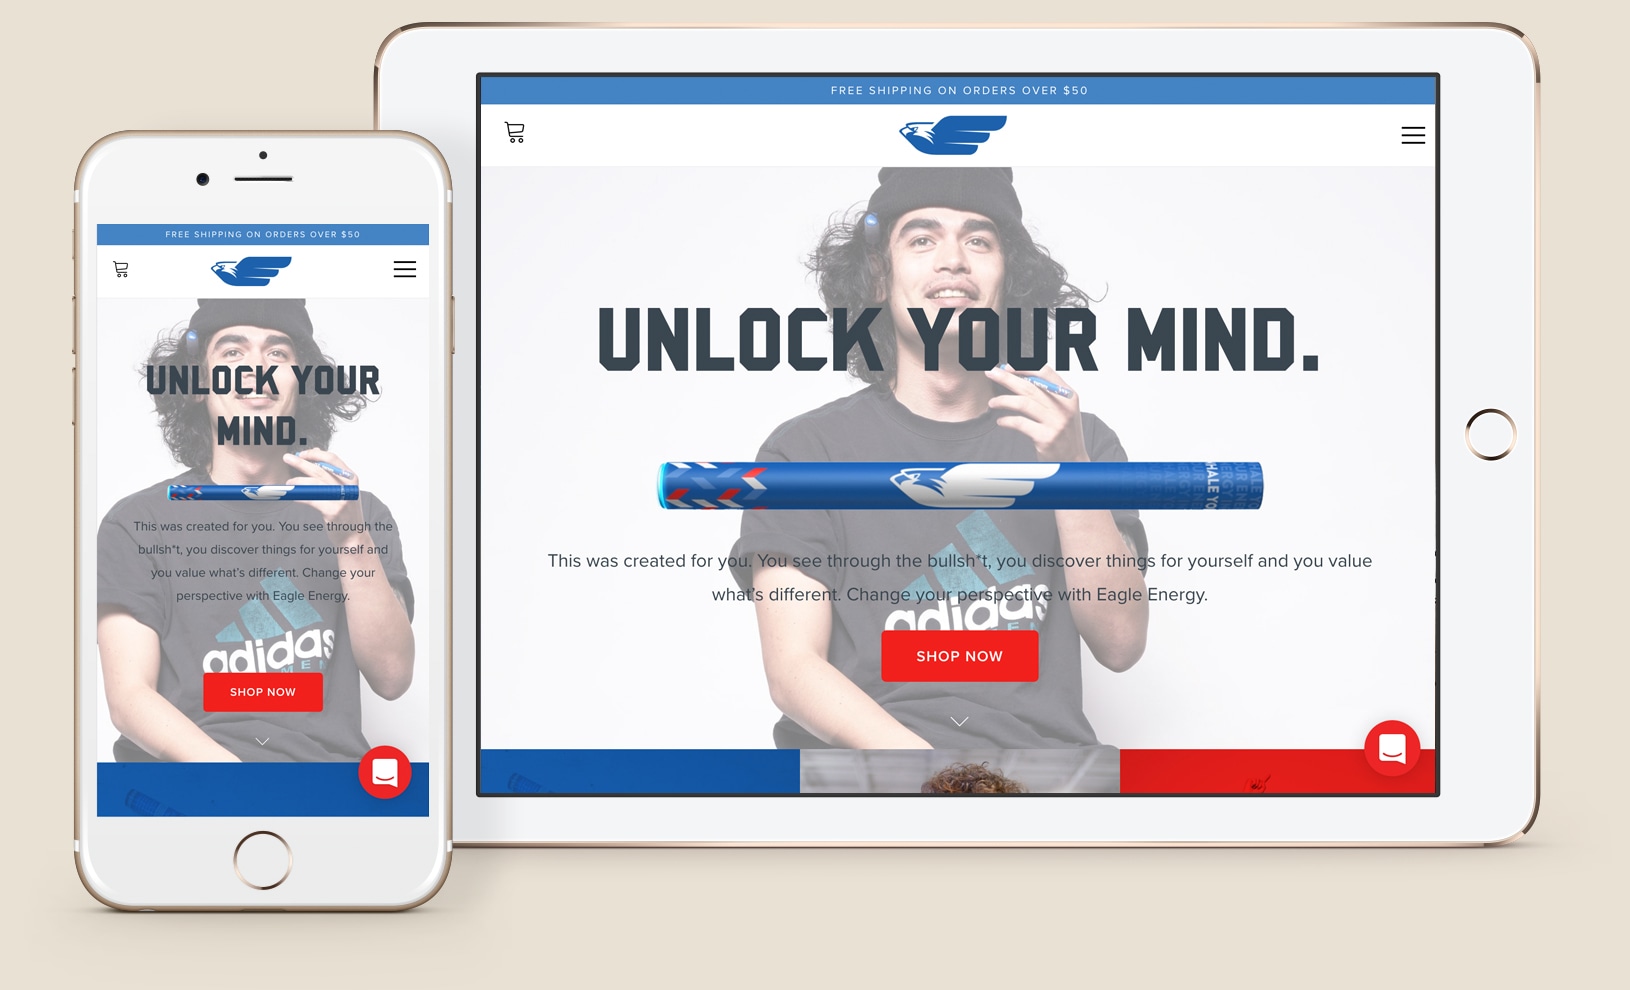 FREE SHIPPING ON ORDERS OVER $50
UNLOCK YOUR
MIND.
This was created for you. You see through the
bullsh*t, you discover things for yourself and
you value what's different. Change your
perspective with Eagle Energy.
adidas
SHOP NOW
FREE SHIPPING ON ORDERS OVER $50
UNLOCK YOUR MIND.
This was created for you. You see through the bullsh*t, you discover things for yourself and you value
what's different. Change your perspective with Eagle Energy.
adidas
SHOP NOW